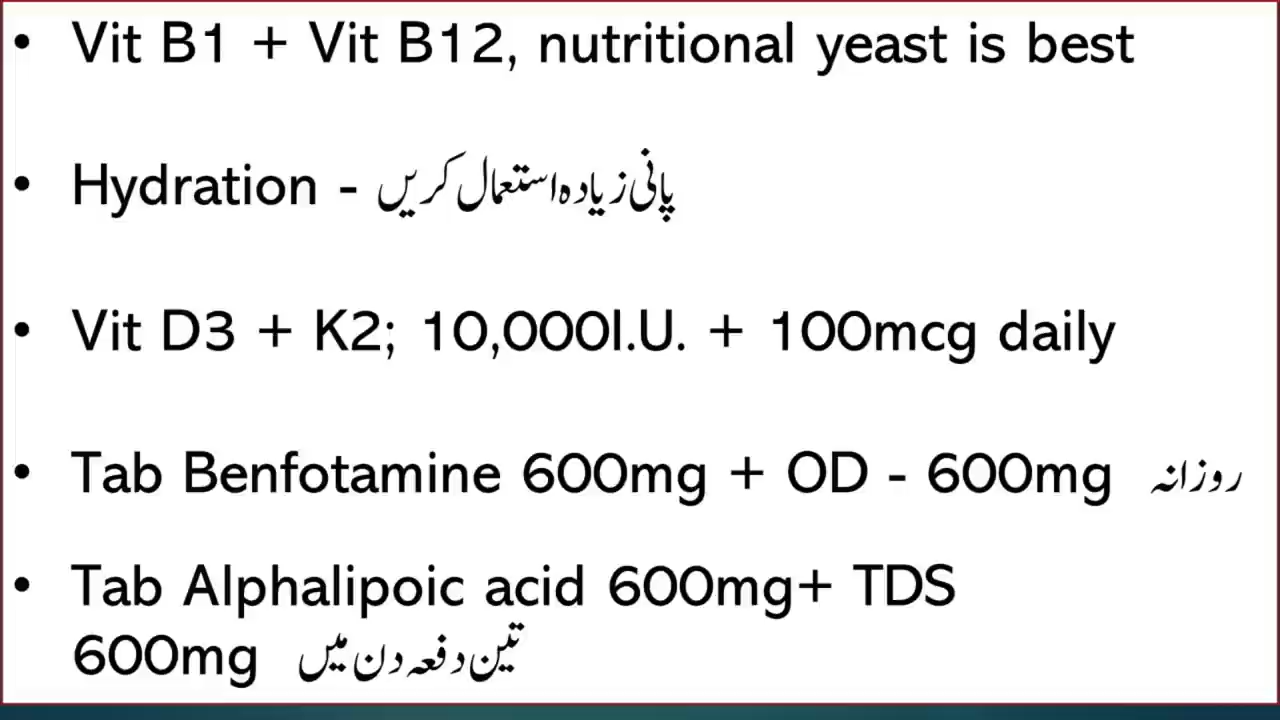 • Vit B1 + Vit B12, nutritional yeast is best
• Hydration - پانی زیادہ استعمال کریں
• Vit D3 + K2; 10,000I.U. + 100mcg daily
• Tab Benfotamine 600mg + OD - 600mg روزانہ
• Tab Alphalipoic acid 600mg+ TDS
600mg تین دفعہ دن میں